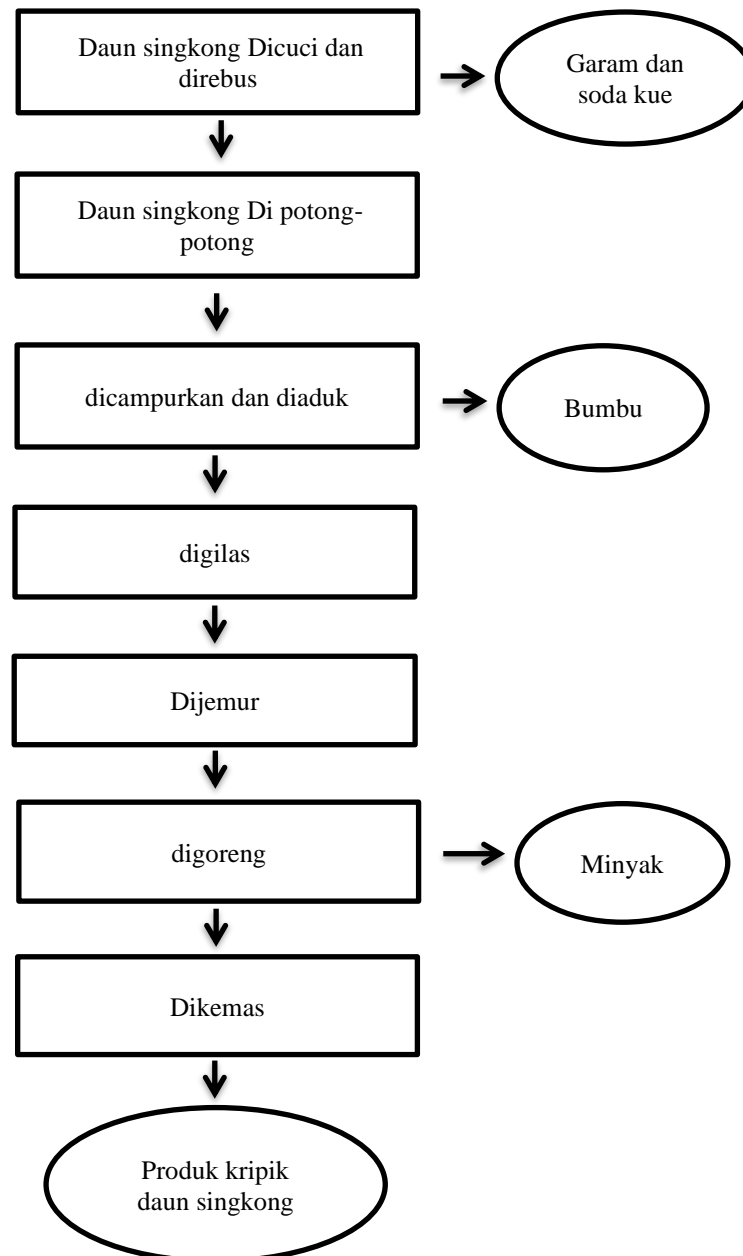 Daun singkong Dicuci dan
direbus
Garam dan
soda kue
Daun singkong Di potong-
potong
dicampurkan dan diaduk
Bumbu
digilas
Dijemur
digoreng
Minyak
Dikemas
Produk kripik
daun singkong